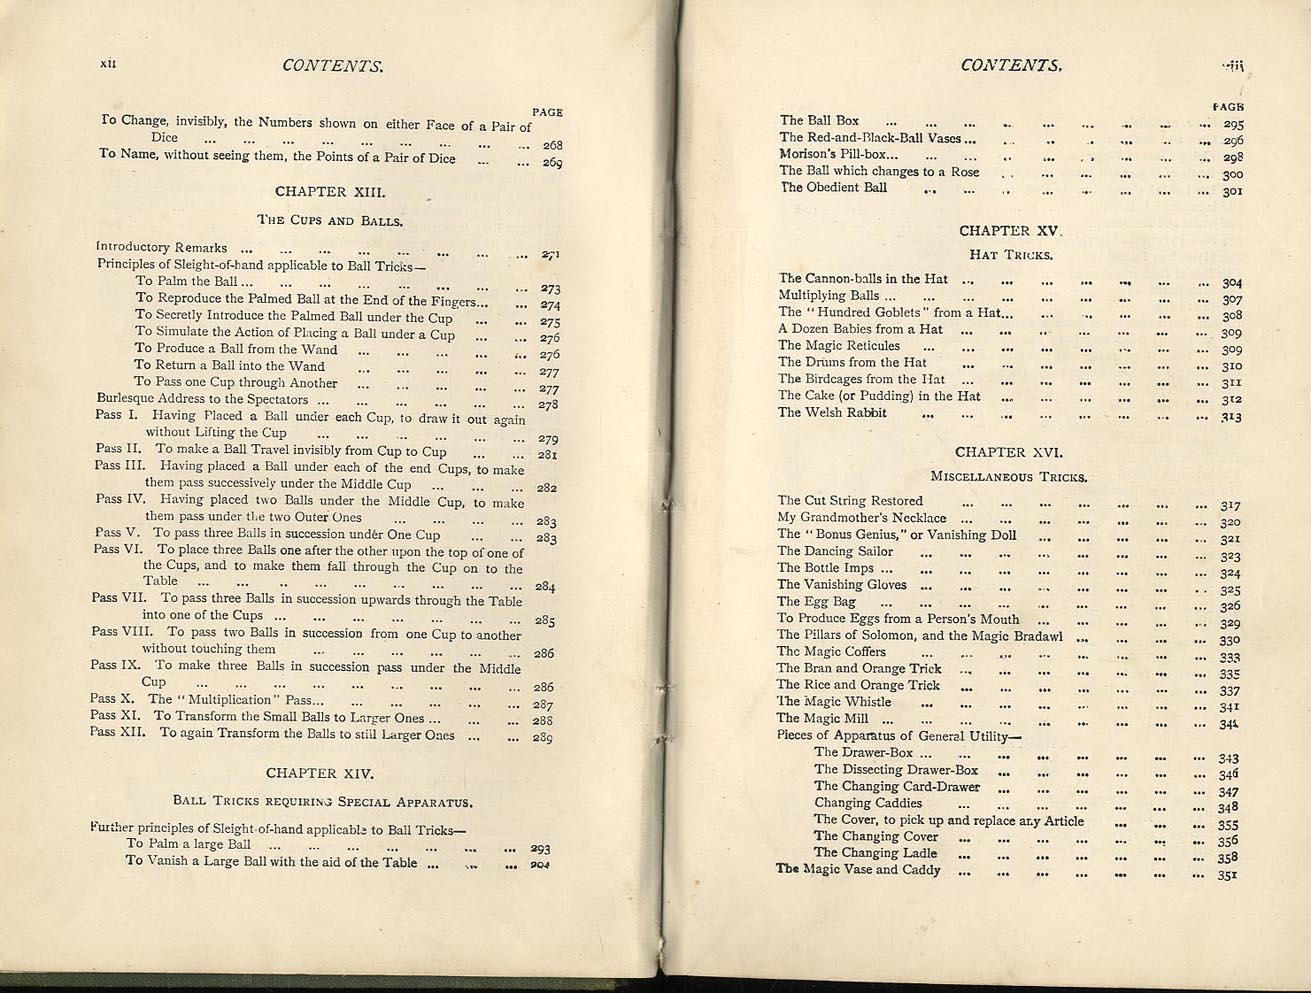 xii CONTENTS.
PAGE
To Change, invisibly, the Numbers shown on either Face of a Pair of
Dice ... ... ... ... ... ... ... ... ... 268
To Name, without seeing them, the Points of a Pair of Dice ... ... 269
CHAPTER XIII.
THE CUPS AND BALLS.
Introductory Remarks ... ... ... ... ... ... ... ... 271
Principles of Sleight-of-hand applicable to Ball Tricks—
To Palm the Ball ... ... ... ... ... ... ... ... 273
To Reproduce the Palmed Ball at the End of the Fingers... ... 274
To Secretly Introduce the Palmed Ball under the Cup ... ... 275
To Simulate the Action of Placing a Ball under a Cup ... ... 276
To Produce a Ball from the Wand ... ... ... ... ... 276
To Return a Ball into the Wand ... ... ... ... ... 277
To Pass one Cup through Another ... ... ... ... ... 277
Burlesque Address to the Spectators ... ... ... ... ... ... 278
Pass I. Having Placed a Ball under each Cup, to draw it out again
without Lifting the Cup ... ... ... ... ... ... 279
Pass II. To make a Ball Travel invisibly from Cup to Cup ... ... 281
Pass III. Having placed a Ball under each of the end Cups, to make
them pass successively under the Middle Cup ... ... ... 282
Pass IV. Having placed two Balls under the Middle Cup, to make
them pass under the two Outer Ones ... ... ... ... 283
Pass V. To pass three Balls in succession under One Cup ... ... 283
Pass VI. To place three Balls one after the other upon the top of one of
the Cups, and to make them fall through the Cup on to the
Table ... ... ... ... ... ... ... ... ... 284
Pass VII. To pass three Balls in succession upwards through the Table
into one of the Cups ... ... ... ... ... ... ... 285
Pass VIII. To pass two Balls in succession from one Cup to another
without touching them ... ... ... ... ... ... 286
Pass IX. To make three Balls in succession pass under the Middle
Cup ... ... ... ... ... ... ... ... ... 286
Pass X. The "Multiplication" Pass... ... ... ... ... ... 287
Pass XI. To Transform the Small Balls to Larger Ones ... ... ... 288
Pass XII. To again Transform the Balls to still Larger Ones ... ... 289
CHAPTER XIV.
BALL TRICKS REQUIRING SPECIAL APPARATUS.
Further principles of Sleight-of-hand applicable to Ball Tricks—
To Palm a large Ball ... ... ... ... ... ... ... 293
To Vanish a Large Ball with the aid of the Table ... ... ... 294
CONTENTS.
PAGE
The Ball Box ... ... ... ... ... ... ... ... ... 295
The Red-and-Black-Ball Vases... ... ... ... ... ... ... 296
Morison's Pill-box... ... ... ... ... ... ... ... ... 298
The Ball which changes to a Rose ... ... ... ... ... ... 300
The Obedient Ball ... ... ... ... ... ... ... ... 301
CHAPTER XV.
HAT TRICKS.
The Cannon-balls in the Hat ... ... ... ... ... ... ... 304
Multiplying Balls ... ... ... ... ... ... ... ... ... 307
The "Hundred Goblets" from a Hat... ... ... ... ... ... 308
A Dozen Babies from a Hat ... ... ... ... ... ... ... 309
The Magic Reticules ... ... ... ... ... ... ... ... 309
The Drums from the Hat ... ... ... ... ... ... ... 310
The Birdcages from the Hat ... ... ... ... ... ... ... 311
The Cake (or Pudding) in the Hat ... ... ... ... ... ... 312
The Welsh Rabbit ... ... ... ... ... ... ... ... 313
CHAPTER XVI.
MISCELLANEOUS TRICKS.
The Cut String Restored ... ... ... ... ... ... ... 317
My Grandmother's Necklace ... ... ... ... ... ... ... 320
The "Bonus Genius," or Vanishing Doll ... ... ... ... ... 321
The Dancing Sailor ... ... ... ... ... ... ... ... 323
The Bottle Imps ... ... ... ... ... ... ... ... ... 324
The Vanishing Gloves ... ... ... ... ... ... ... ... 325
The Egg Bag ... ... ... ... ... ... ... ... ... 326
To Produce Eggs from a Person's Mouth ... ... ... ... ... 329
The Pillars of Solomon, and the Magic Bradawl ... ... ... ... 330
The Magic Coffers ... ... ... ... ... ... ... ... 333
The Bran and Orange Trick ... ... ... ... ... ... ... 335
The Rice and Orange Trick ... ... ... ... ... ... ... 337
The Magic Whistle ... ... ... ... ... ... ... ... 341
The Magic Mill ... ... ... ... ... ... ... ... ... 341
Pieces of Apparatus of General Utility—
The Drawer-Box ... ... ... ... ... ... ... ... 343
The Dissecting Drawer-Box ... ... ... ... ... ... 346
The Changing Card-Drawer ... ... ... ... ... ... 347
Changing Caddies ... ... ... ... ... ... ... 348
The Cover, to pick up and replace any Article ... ... ... 355
The Changing Cover ... ... ... ... ... ... ... 356
The Changing Ladle ... ... ... ... ... ... ... 358
The Magic Vase and Caddy ... ... ... ... ... ... ... 351